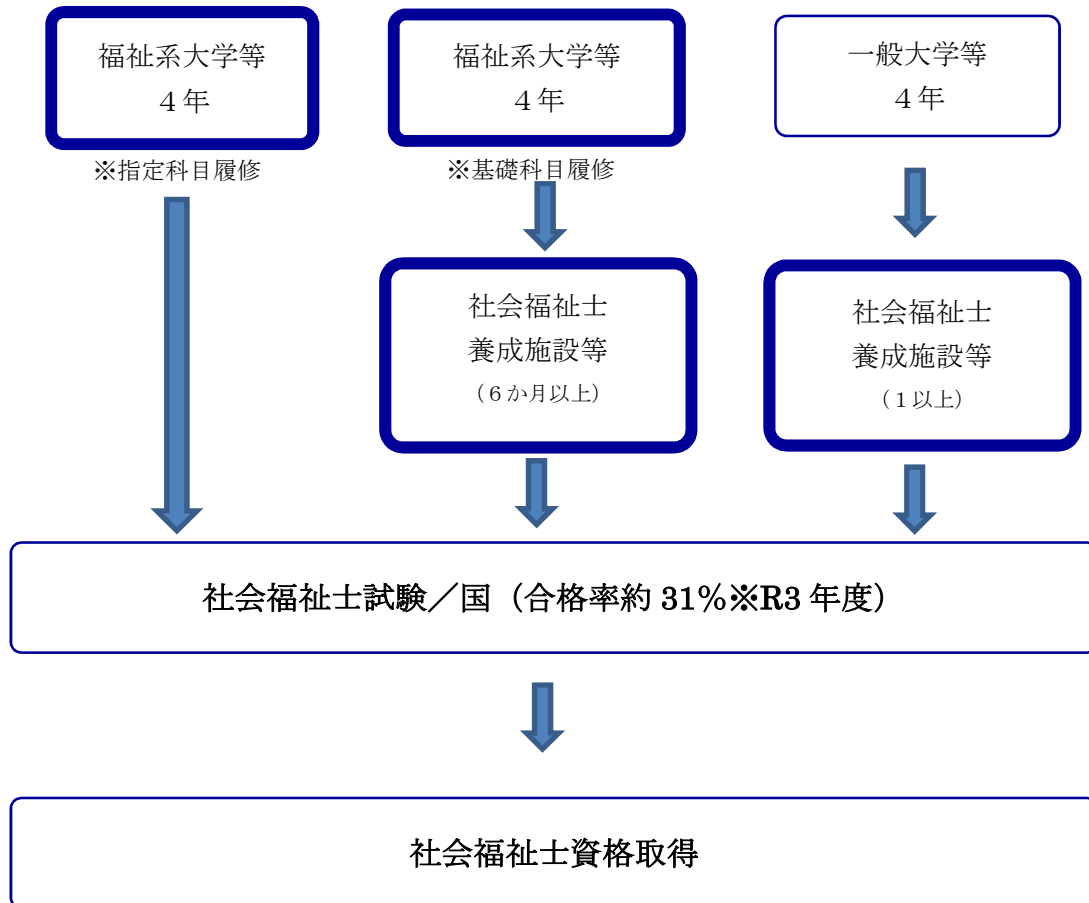 福祉系大学等
４年
※指定科目履修
福祉系大学等
４年
※基礎科目履修
一般大学等
４年
社会福祉士
養成施設等
（６か月以上）
社会福祉士
養成施設等
（１以上）
社会福祉士試験／国（合格率約 31％※R3 年度）
社会福祉士資格取得